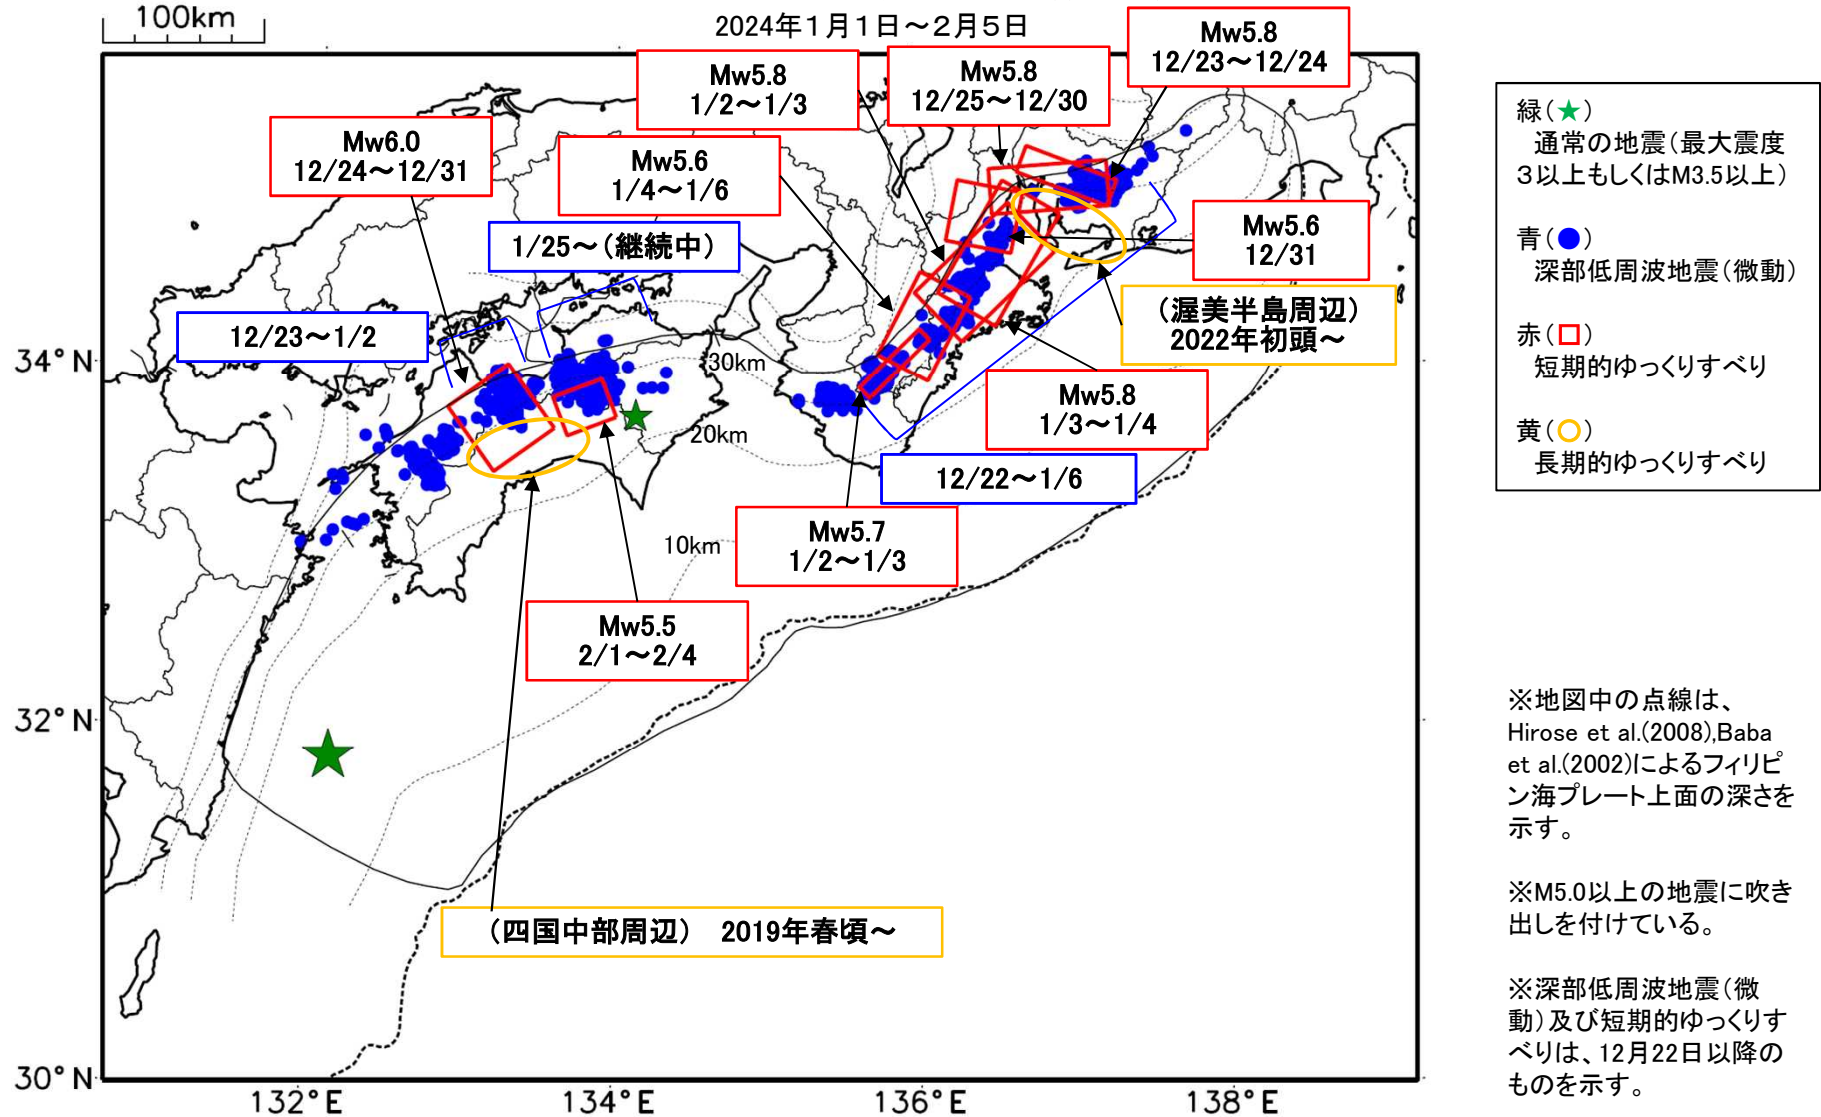 100km
2024年1月1日～2月5日
Mw5.8
12/23～12/24
Mw5.8
12/25～12/30
Mw5.8
1/2～1/3
Mw6.0
12/24～12/31
Mw5.6
1/4～1/6
1/25～（継続中）
12/23～1/2
Mw5.6
12/31
（渥美半島周辺）
2022年初頭～
Mw5.8
1/3～1/4
12/22～1/6
Mw5.7
1/2～1/3
Mw5.5
2/1～2/4
（四国中部周辺）　2019年春頃～
30km
20km
10km
34°N
32°N
30°N
132°E
134°E
136°E
138°E
緑（★）
通常の地震（最大震度
３以上もしくはM3.5以上）
青（●）
深部低周波地震（微動）
赤（□）
短期的ゆっくりすべり
黄（○）
長期的ゆっくりすべり
※地図中の点線は、
Hirose et al.(2008),Baba
et al.(2002)によるフィリピ
ン海プレート上面の深さを
示す。
※M5.0以上の地震に吹き
出しを付けている。
※深部低周波地震（微
動）及び短期的ゆっくりす
べりは、12月22日以降の
ものを示す。